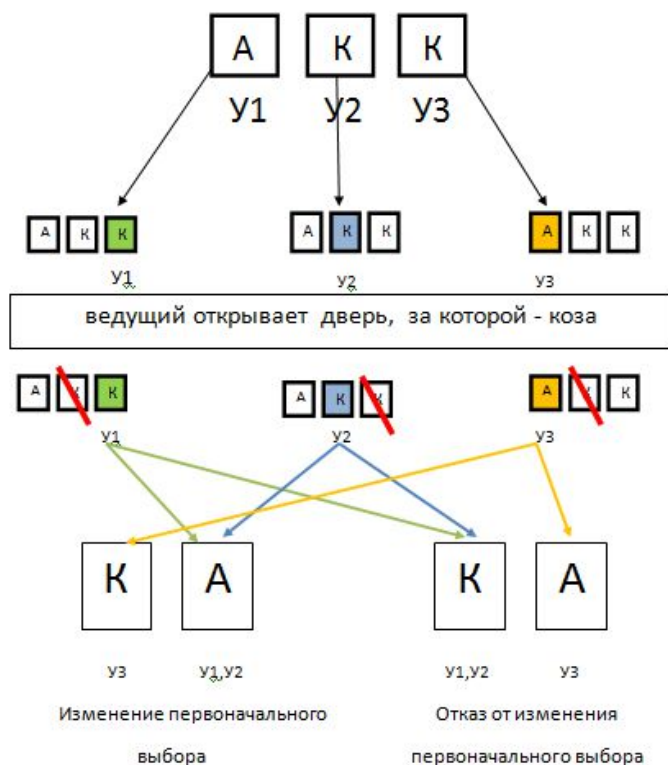 А К К
У1 У2 У3
А К К А К К А К К
У1 У2 У3
ведущий открывает дверь, за которой - коза
А К К А К К А К К
У1 У2 У3
К А К А
У3 У1,У2 У1,У2 У3
Изменение первоначального
выбора
Отказ от изменения
первоначального выбора